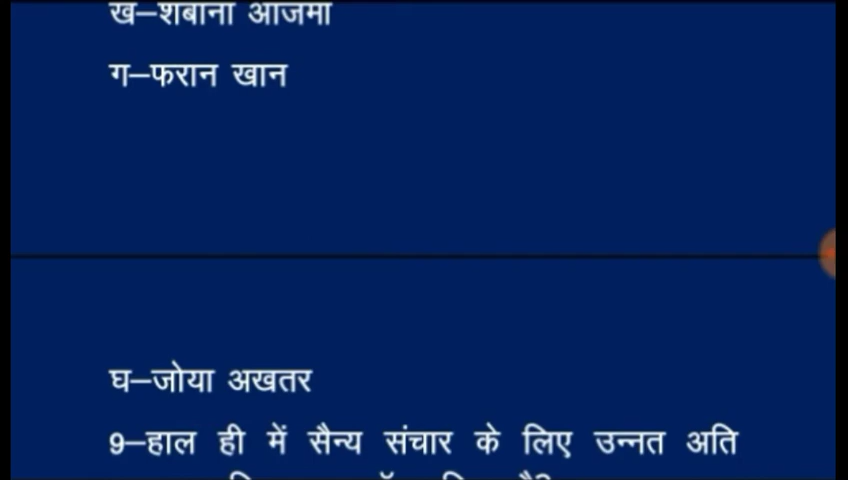 ख–शबाना आजमा
ग–फरान खान
घ–जोया अखतर
9–हाल ही में सैन्य संचार के लिए उन्नत अति